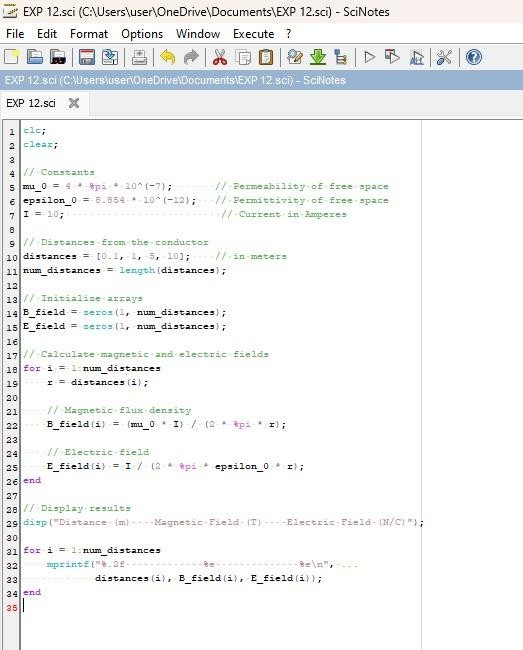 EXP 12.sci (C:\Users\user\OneDrive\Documents\EXP 12.sci) - SciNotes
File Edit Format Options Window Execute ?
EXP 12.sci (C:\Users\user\OneDrive\Documents\EXP 12.sci) - SciNotes
EXP 12.sci
1 clc;
2 clear;
3
4 // Constants
5 mu_0 = 4 * %pi * 10^(-7); // Permeability of free space
6 epsilon_0 = 8.854 * 10^(-12); // Permittivity of free space
7 I = 10; // Current in Amperes
8
9 // Distances from the conductor
10 distances = [0.1, 1, 5, 10]; // in meters
11 num_distances = length(distances);
12
13 // Initialize arrays
14 B_field = zeros(1, num_distances);
15 E_field = zeros(1, num_distances);
16
17 // Calculate magnetic and electric fields
18 for i = 1:num_distances
19 r = distances(i);
20
21 // Magnetic flux density
22 B_field(i) = (mu_0 * I) / (2 * %pi * r);
23
24 // Electric field
25 E_field(i) = I / (2 * %pi * epsilon_0 * r);
26 end
27
28 // Display results
29 disp("Distance (m)    Magnetic Field (T)    Electric Field (N/C)");
30
31 for i = 1:num_distances
32 mprintf("%.2f            %e            %e\n", ...
33 distances(i), B_field(i), E_field(i));
34 end
35